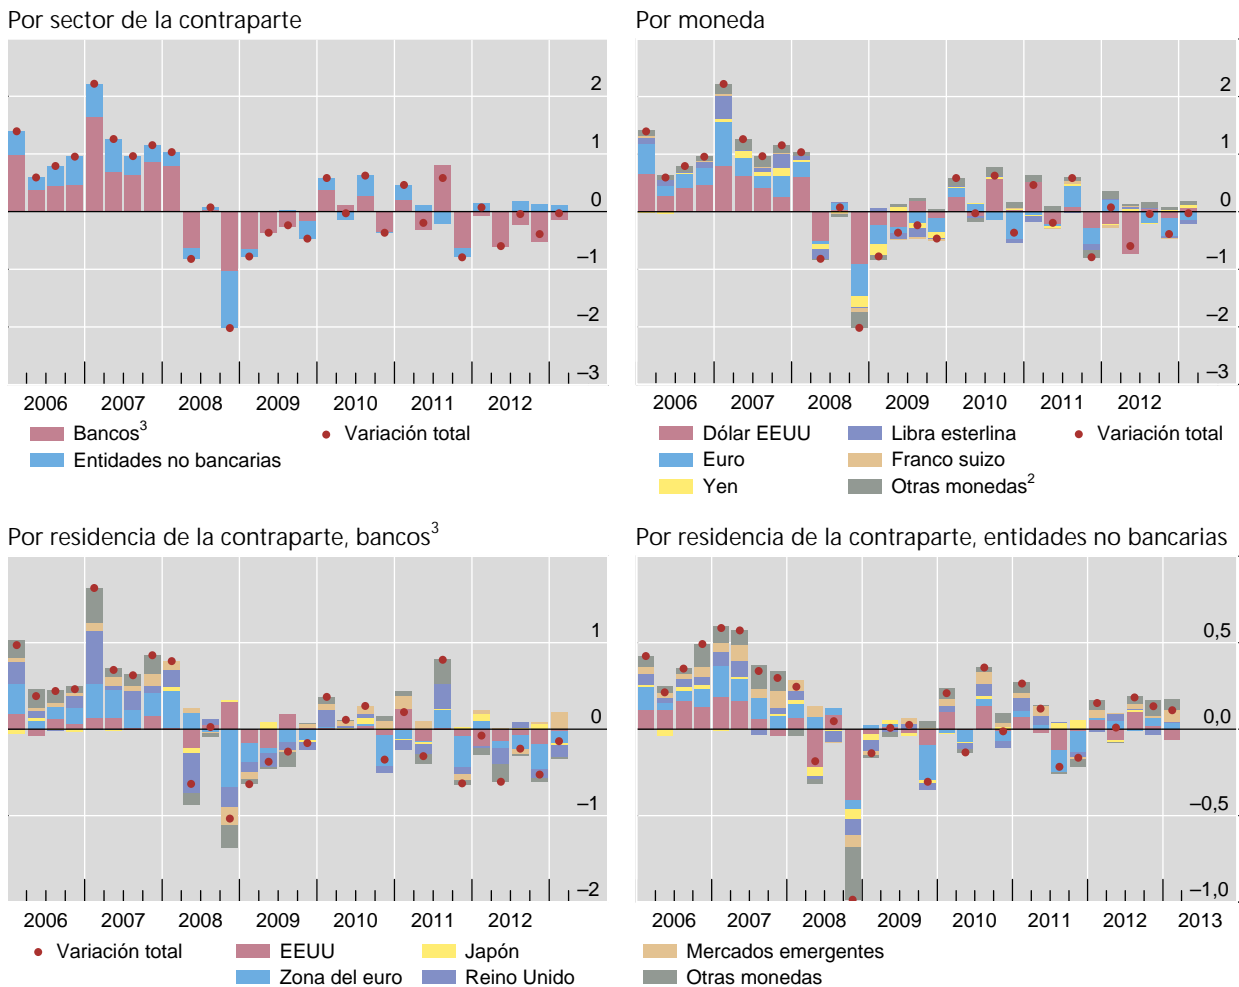 Por sector de la contraparte
2
1
0
–1
–2
–3
2006 2007 2008 2009 2010 2011 2012
Bancos³ Variación total
Entidades no bancarias
Por moneda
2
1
0
–1
–2
–3
2006 2007 2008 2009 2010 2011 2012
Dólar EEUU Libra esterlina Variación total
Euro Franco suizo
Yen Otras monedas²
Por residencia de la contraparte, bancos³
1
0
–1
–2
2006 2007 2008 2009 2010 2011 2012
Por residencia de la contraparte, entidades no bancarias
0,5
0,0
–0,5
–1,0
2006 2007 2008 2009 2010 2011 2012 2013
Variación total EEUU Japón Mercados emergentes
Zona del euro Reino Unido Otras monedas